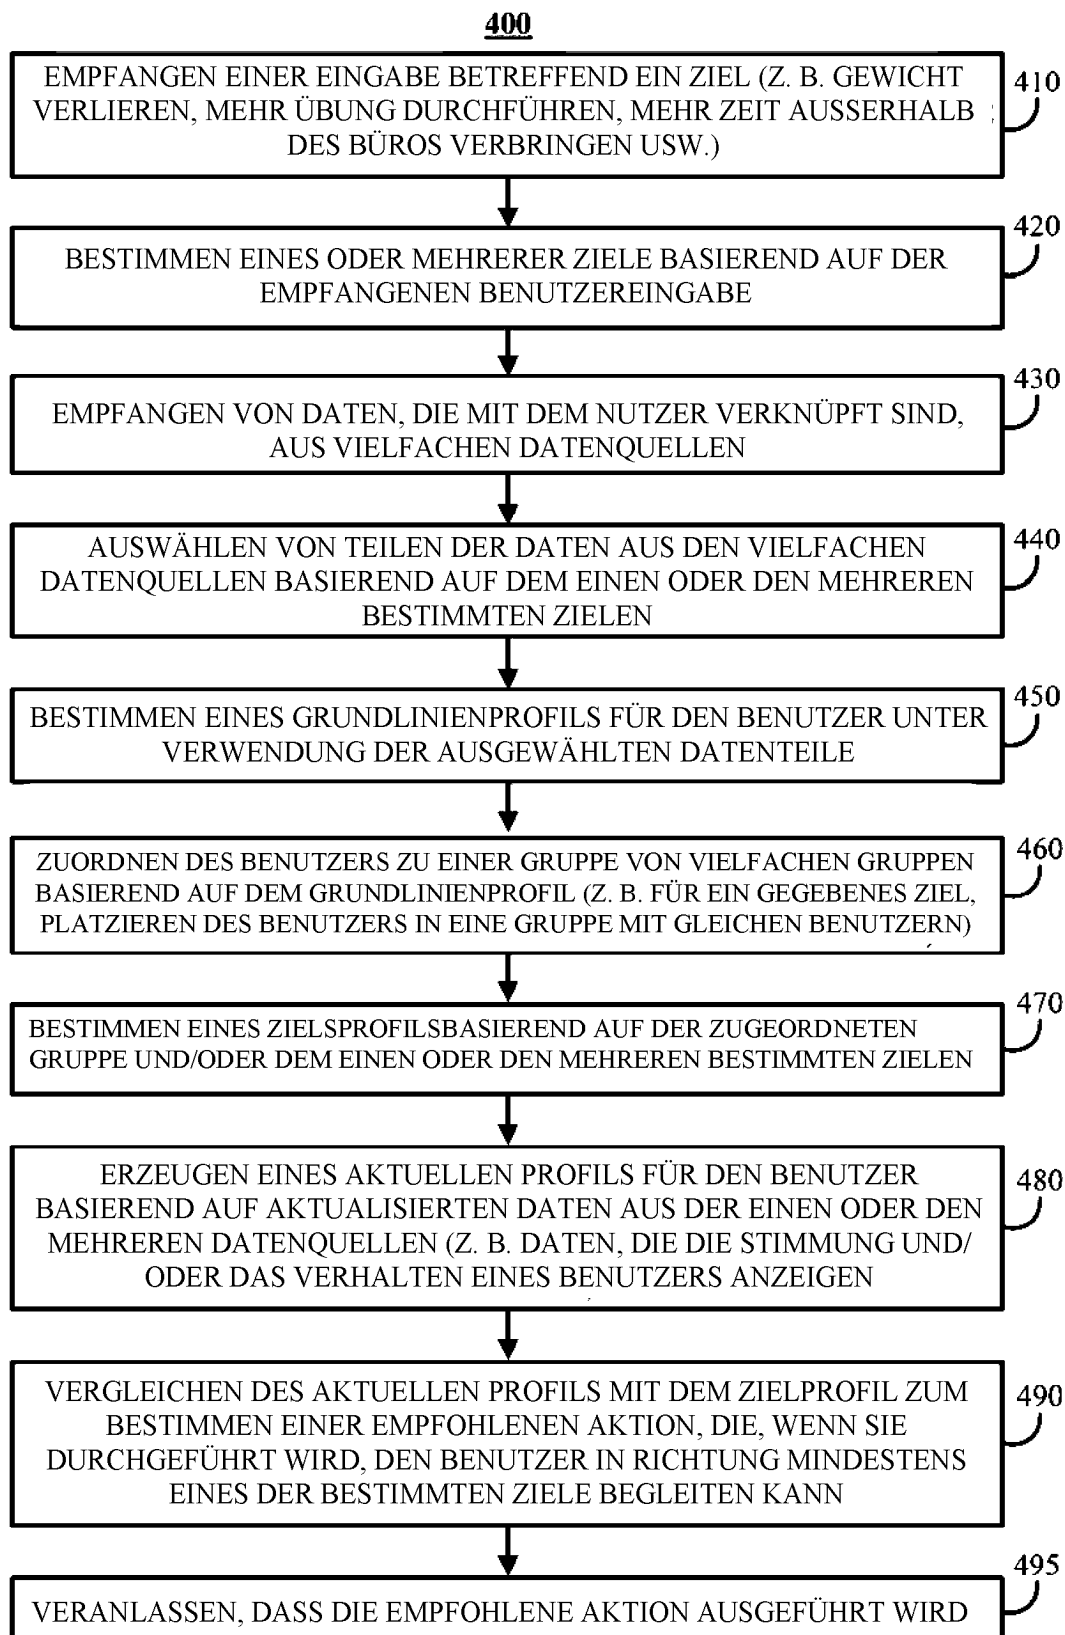 400
EMPFANGEN EINER EINGABE BETREFFEND EIN ZIEL (Z. B. GEWICHT
VERLIEREN, MEHR ÜBUNG DURCHFÜHREN, MEHR ZEIT AUSSERHALB
DES BÜROS VERBRINGEN USW.)
410
BESTIMMEN EINES ODER MEHRERER ZIELE BASIEREND AUF DER
EMPFANGENEN BENUTZEREINGABE
420
EMPFANGEN VON DATEN, DIE MIT DEM NUTZER VERKNÜPFT SIND,
AUS VIELFACHEN DATENQUELLEN
430
AUSWÄHLEN VON TEILEN DER DATEN AUS DEN VIELFACHEN
DATENQUELLEN BASIEREND AUF DEM EINEN ODER DEN MEHREREN
BESTIMMTEN ZIELEN
440
BESTIMMEN EINES GRUNDLINIENPROFILS FÜR DEN BENUTZER UNTER
VERWENDUNG DER AUSGEWÄHLTEN DATENTEILE
450
ZUORDNEN DES BENUTZERS ZU EINER GRUPPE VON VIELFACHEN GRUPPEN
BASIEREND AUF DEM GRUNDLINIENPROFIL (Z. B. FÜR EIN GEGEBENES ZIEL,
PLATZIEREN DES BENUTZERS IN EINE GRUPPE MIT GLEICHEN BENUTZERN)
460
BESTIMMEN EINES ZIELSPROFILSBASIEREND AUF DER ZUGEORDNETEN
GRUPPE UND/ODER DEM EINEN ODER DEN MEHREREN BESTIMMTEN ZIELEN
470
ERZEUGEN EINES AKTUELLEN PROFILS FÜR DEN BENUTZER
BASIEREND AUF AKTUALISIERTEN DATEN AUS DER EINEN ODER DEN
MEHREREN DATENQUELLEN (Z. B. DATEN, DIE DIE STIMMUNG UND/
ODER DAS VERHALTEN EINES BENUTZERS ANZEIGEN
480
VERGLEICHEN DES AKTUELLEN PROFILS MIT DEM ZIELPROFIL ZUM
BESTIMMEN EINER EMPFOHLENEN AKTION, DIE, WENN SIE
DURCHGEFÜHRT WIRD, DEN BENUTZER IN RICHTUNG MINDESTENS
EINES DER BESTIMMTEN ZIELE BEGLEITEN KANN
490
VERANLASSEN, DASS DIE EMPFOHLENE AKTION AUSGEFÜHRT WIRD
495